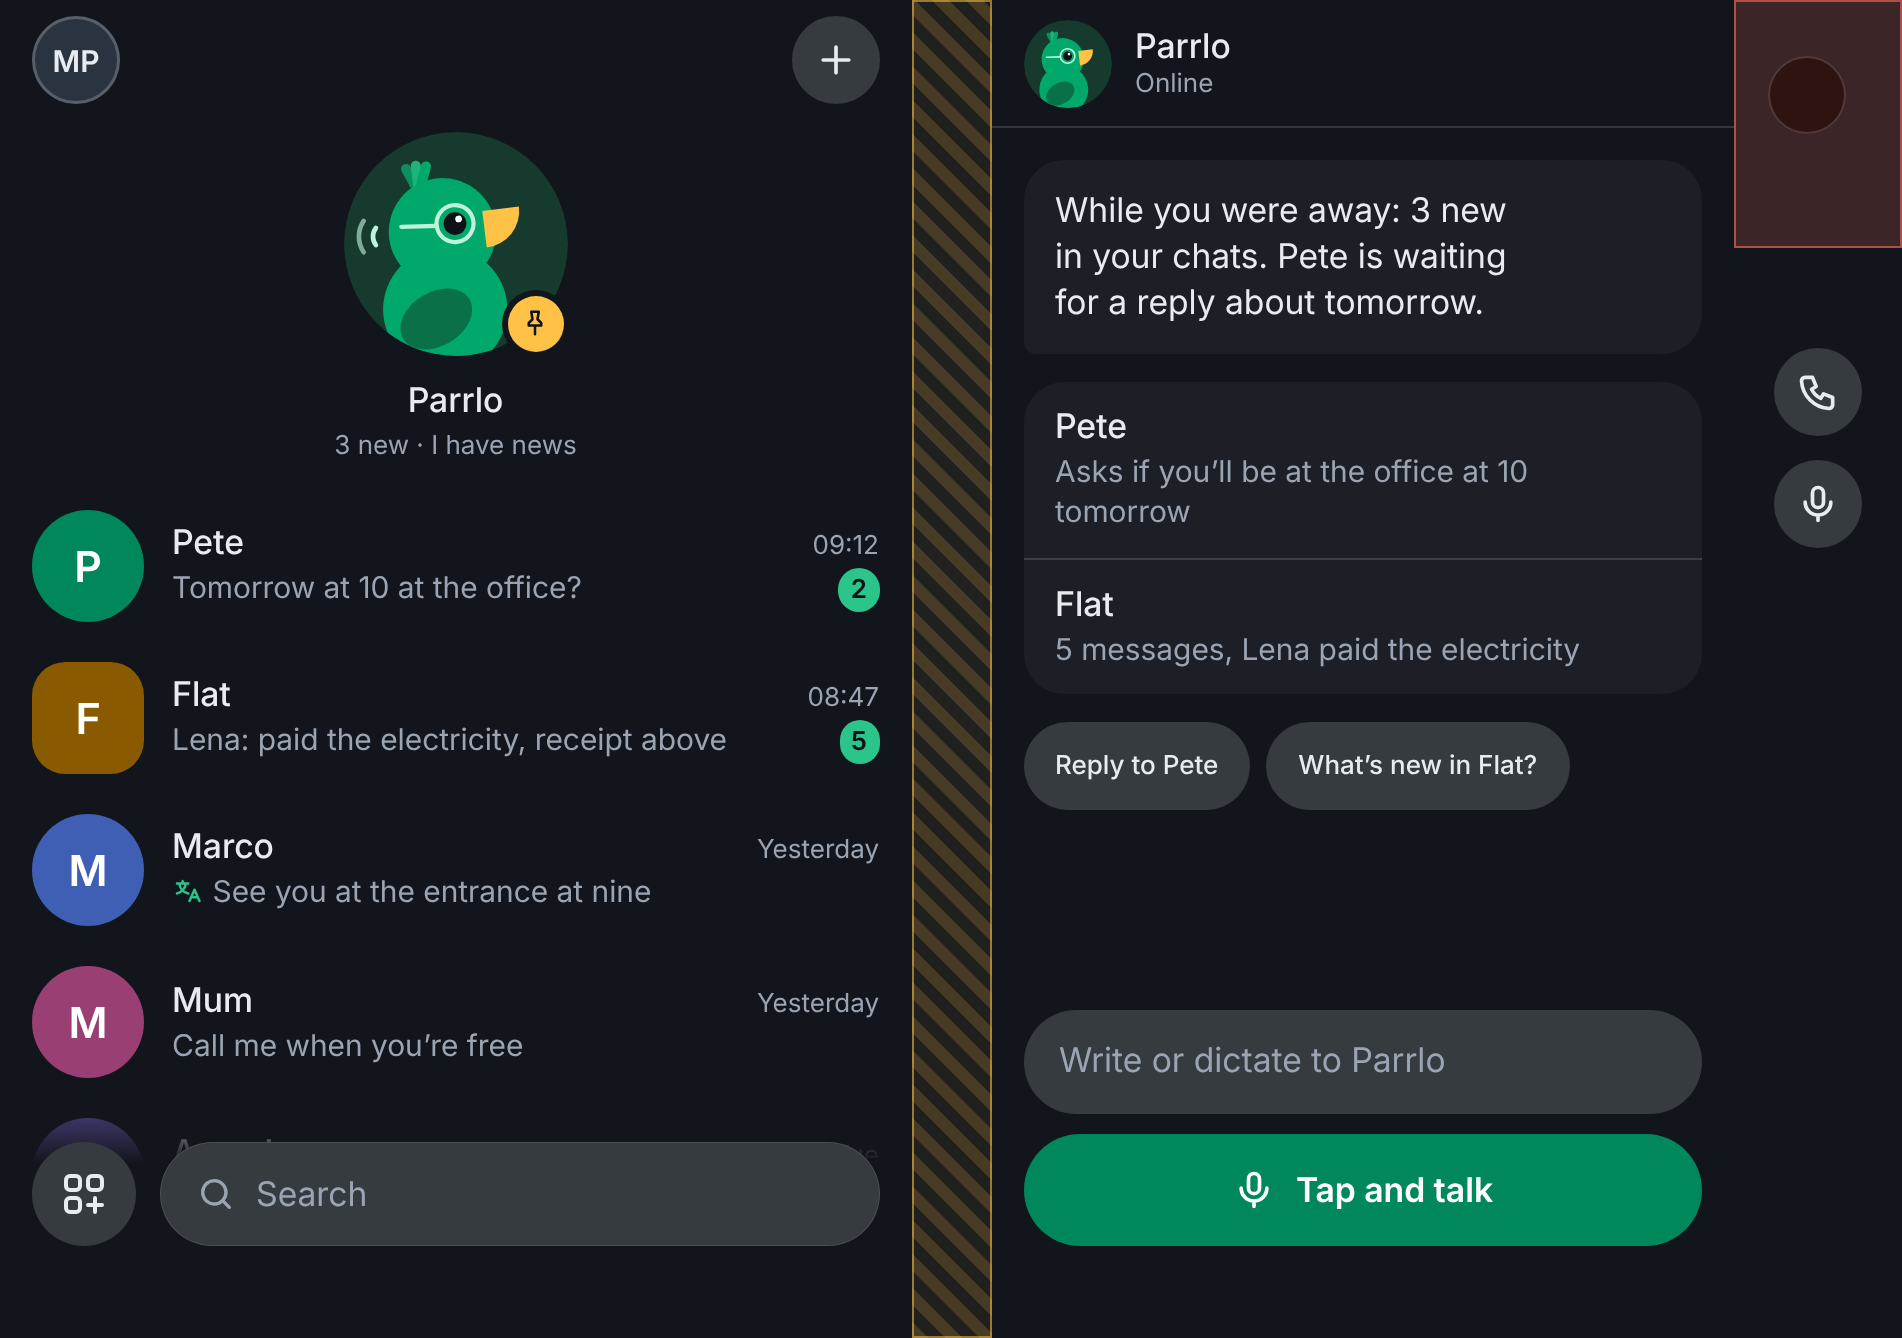 MP
Parrlo
3 new · I have news
P
Pete
09:12
Tomorrow at 10 at the office?
2
F
Flat
08:47
Lena: paid the electricity, receipt above
5
M
Marco
Yesterday
See you at the entrance at nine
M
Mum
Yesterday
Call me when you’re free
Search
Parrlo
Online
While you were away: 3 new
in your chats. Pete is waiting
for a reply about tomorrow.
Pete
Asks if you’ll be at the office at 10
tomorrow
Flat
5 messages, Lena paid the electricity
Reply to Pete
What’s new in Flat?
Write or dictate to Parrlo
Tap and talk